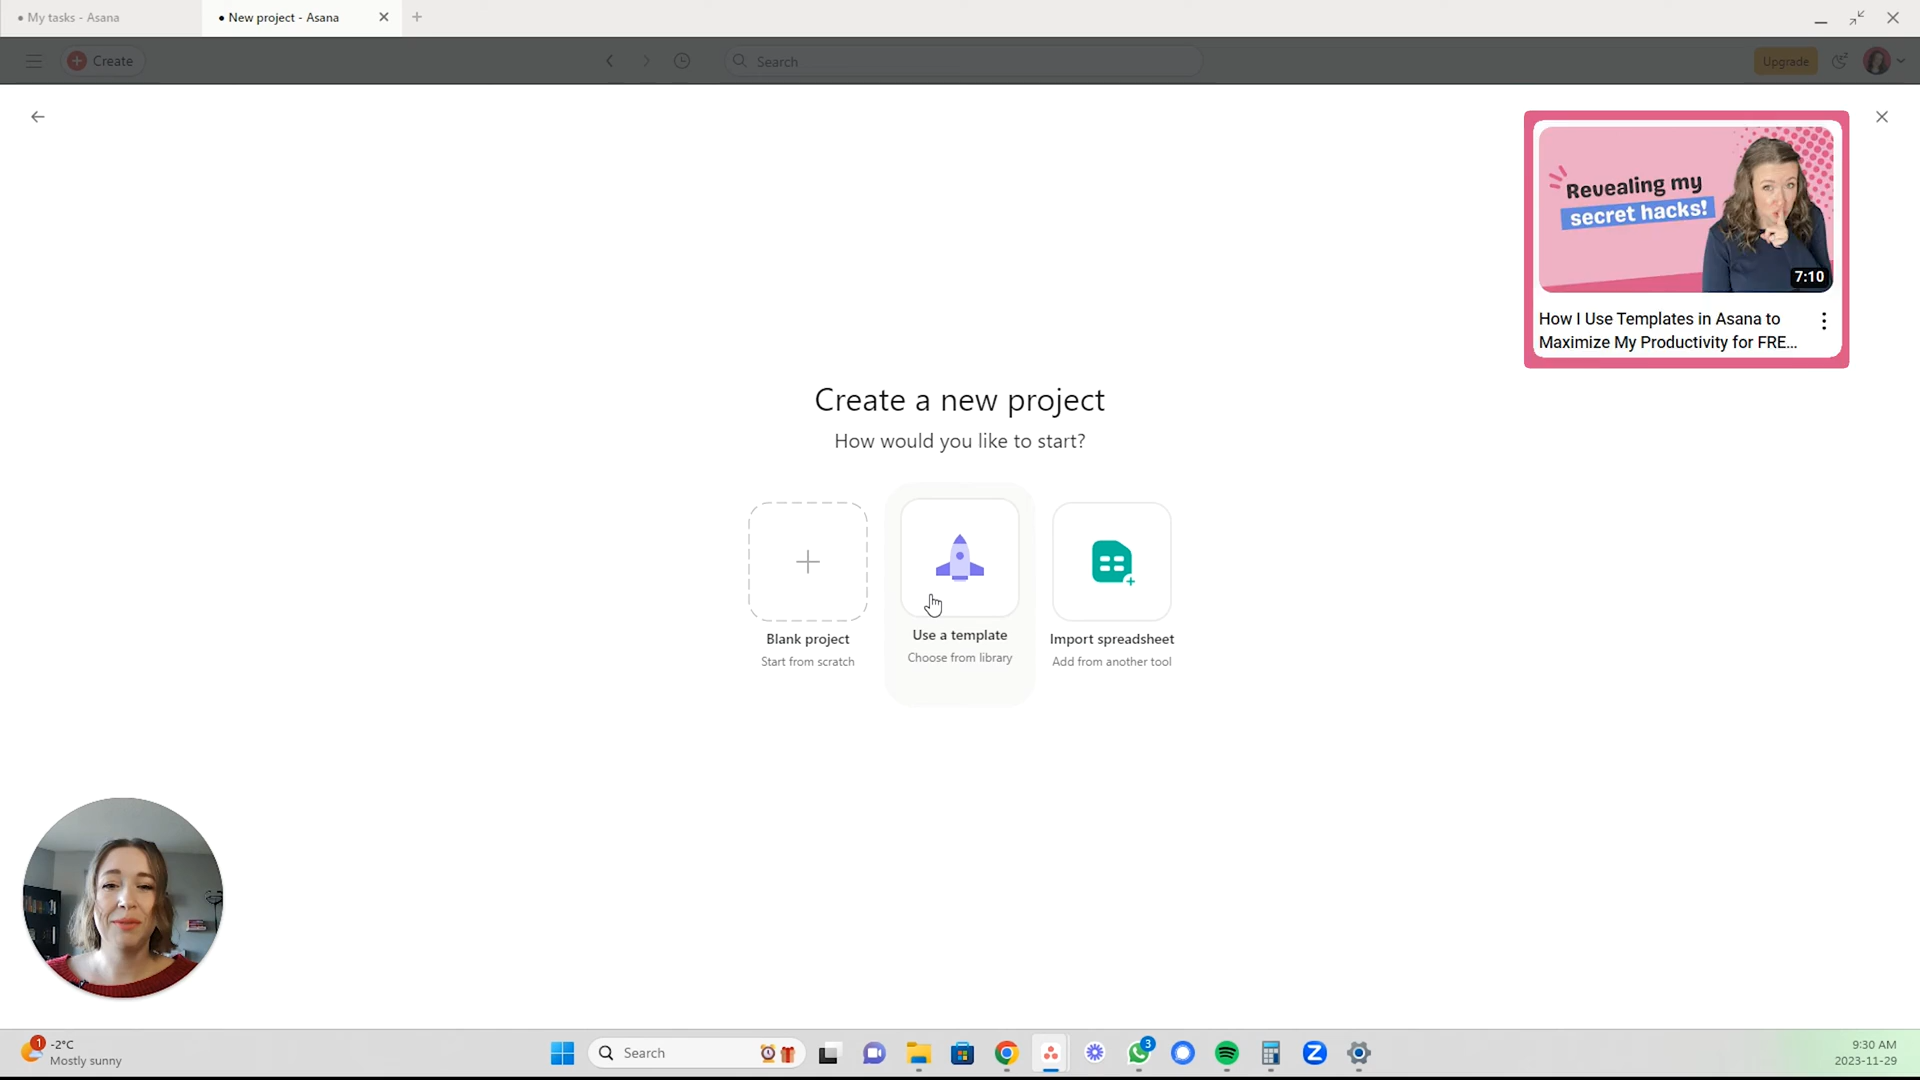 My tasks - Asana
New project - Asana
Create
Search
Upgrade
Revealing my
secret hacks!
7:10
How I Use Templates in Asana to
Maximize My Productivity for FRE...
Create a new project
How would you like to start?
Blank project
Start from scratch
Use a template
Choose from library
Import spreadsheet
Add from another tool
1
-2°C
Mostly sunny
Search
3
Z
9:30 AM
2023-11-29